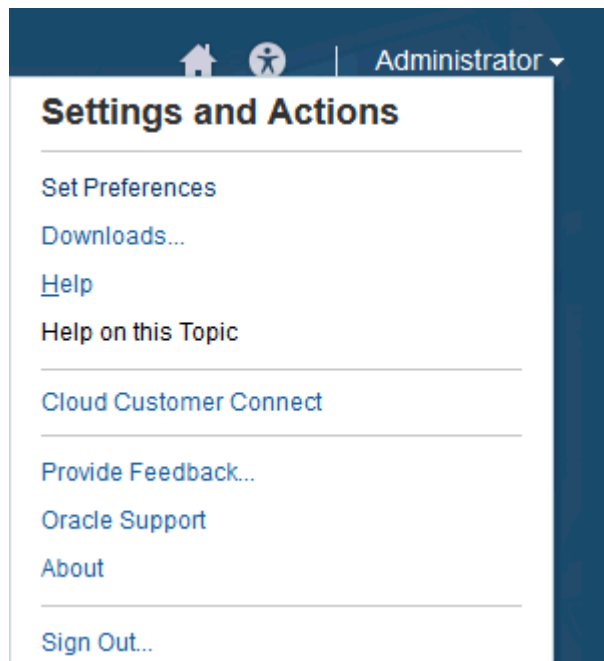 Administrator
Settings and Actions
Set Preferences
Downloads...
Help
Help on this Topic
Cloud Customer Connect
Provide Feedback...
Oracle Support
About
Sign Out...